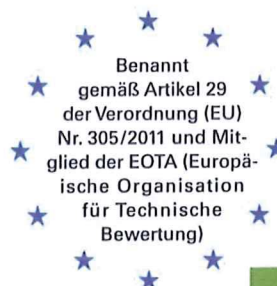 Benannt
gemäß Artikel 29
der Verordnung (EU)
Nr. 305/2011 und Mit-
glied der EOTA (Europä-
ische Organisation
für Technische
Bewertung)